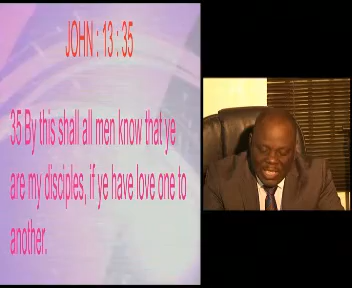 JOHN : 13 : 35
35 By this shall all men know that ye
are my disciples, if ye have love one to
another.